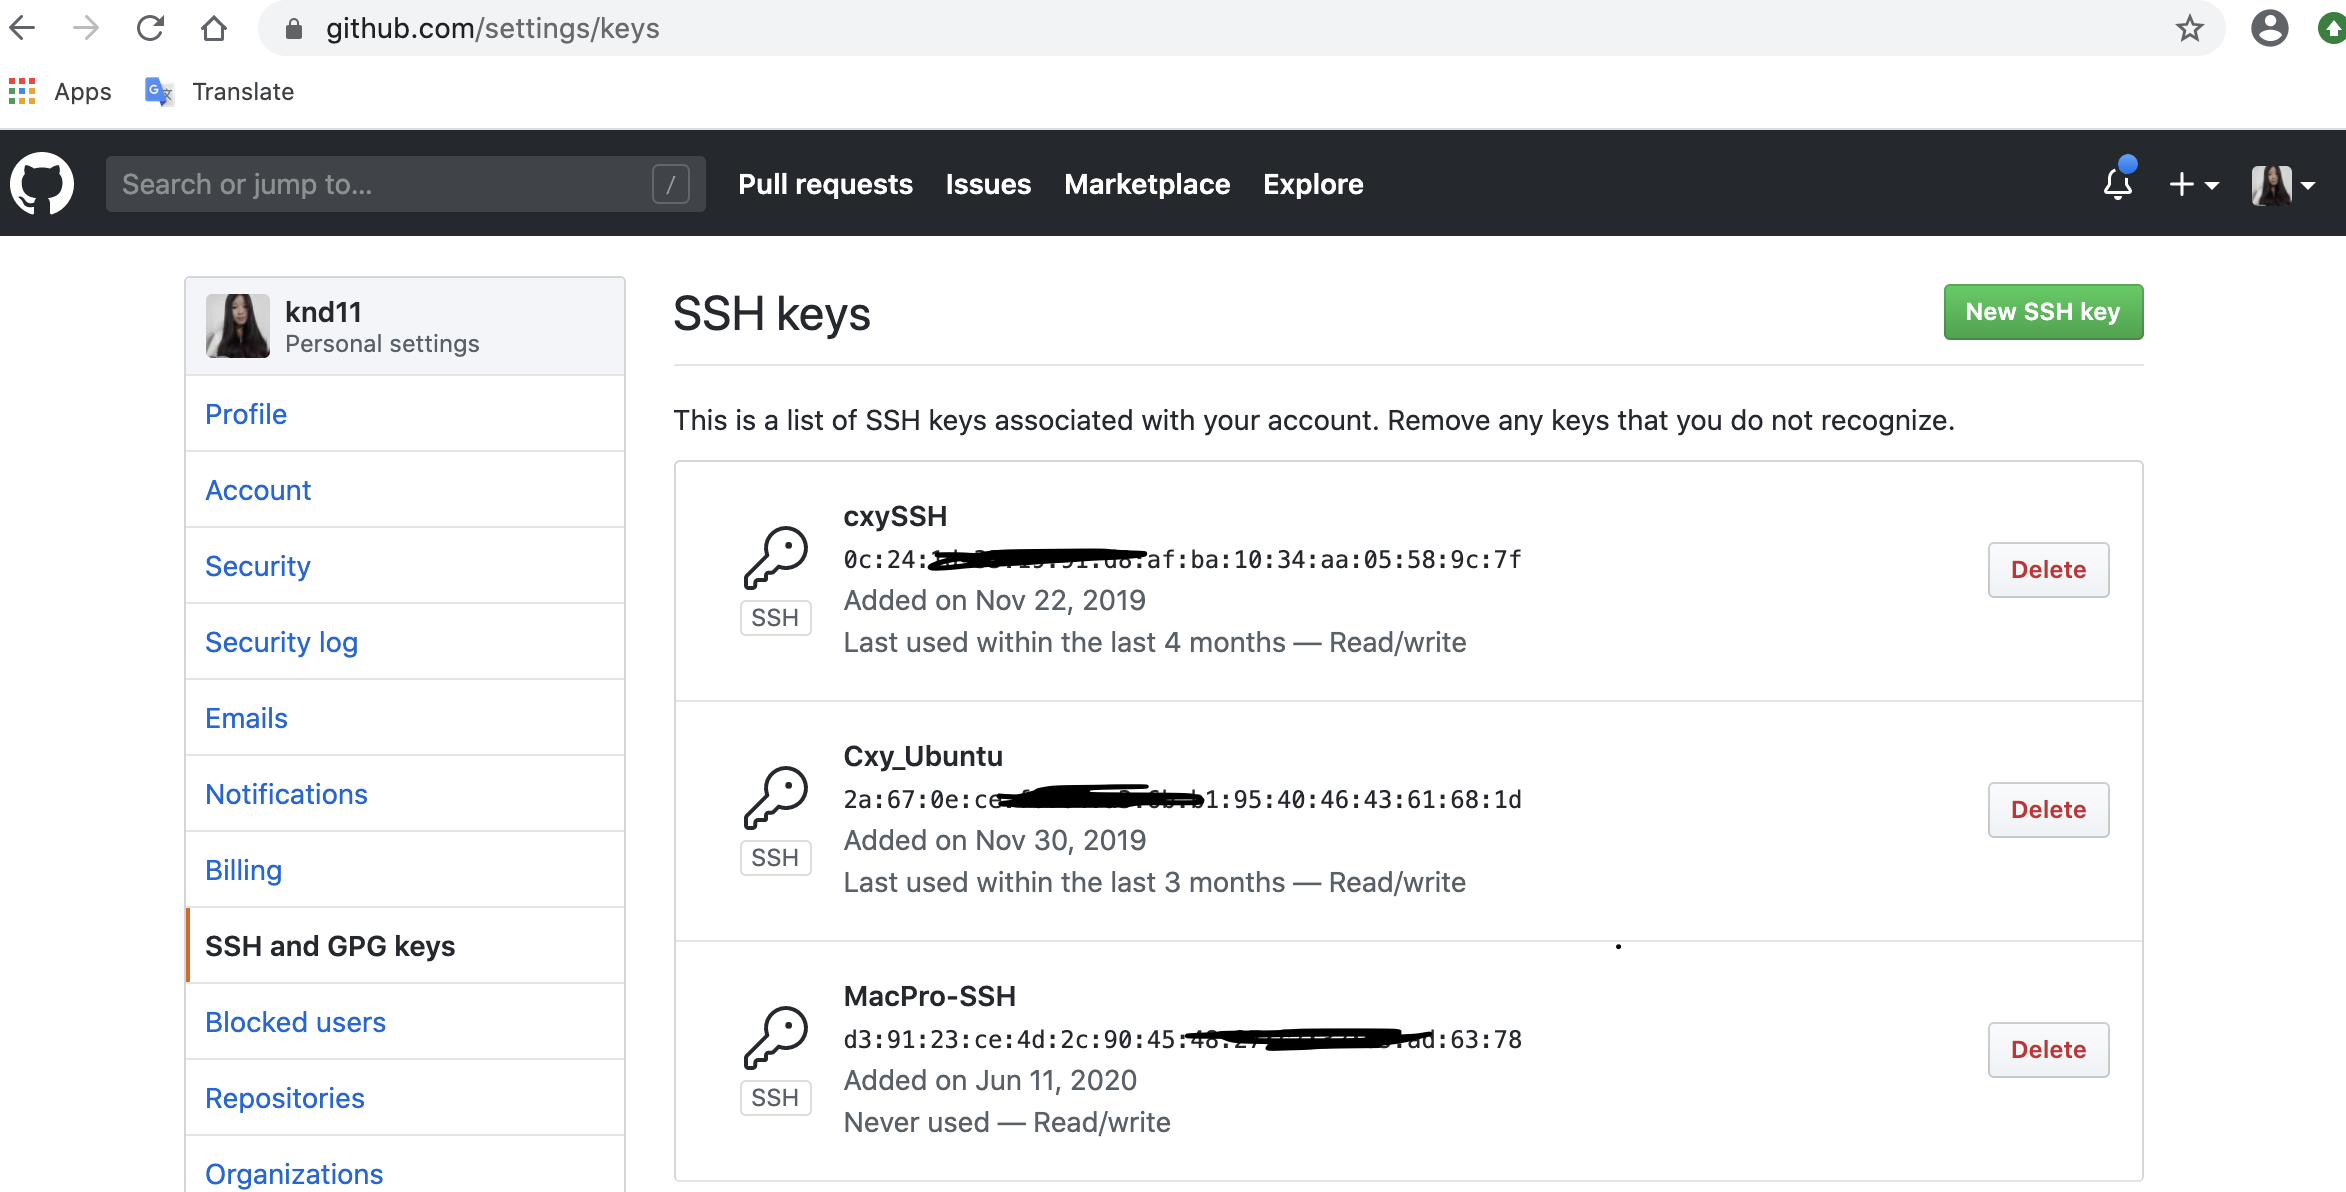 github.com/settings/keys
Apps
Translate
Search or jump to...
/
Pull requests
Issues
Marketplace
Explore
knd11
Personal settings
Profile
Account
Security
Security log
Emails
Notifications
Billing
SSH and GPG keys
Blocked users
Repositories
Organizations
SSH keys
New SSH key
This is a list of SSH keys associated with your account. Remove any keys that you do not recognize.
cxySSH
0c:24: af:ba:10:34:aa:05:58:9c:7f
Added on Nov 22, 2019
Last used within the last 4 months — Read/write
SSH
Delete
Cxy_Ubuntu
2a:67:0e:ce b1:95:40:46:43:61:68:1d
Added on Nov 30, 2019
Last used within the last 3 months — Read/write
SSH
Delete
MacPro-SSH
d3:91:23:ce:4d:2c:90:45: :63:78
Added on Jun 11, 2020
Never used — Read/write
SSH
Delete